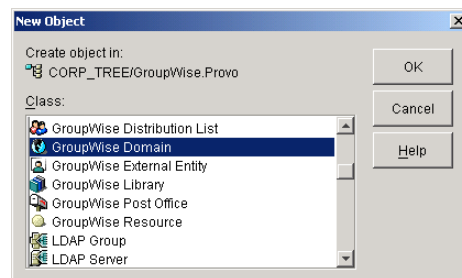 New Object
Create object in:
CORP_TREE/GroupWise.Provo
Class:
GroupWise Distribution List
GroupWise Domain
GroupWise External Entity
GroupWise Library
GroupWise Post Office
GroupWise Resource
LDAP Group
LDAP Server
OK
Cancel
Help